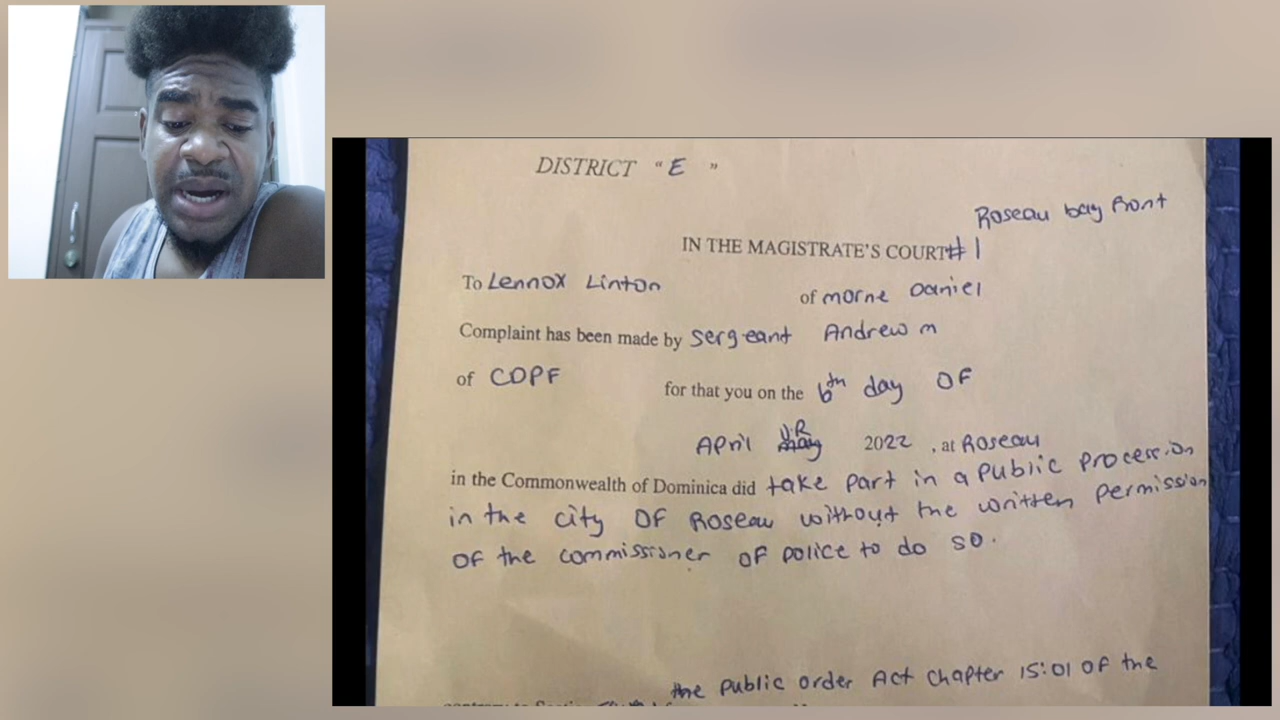 DISTRICT “ E ”
Roseau bay front
IN THE MAGISTRATE'S COURT # 1
To Lennox Linton of morne Daniel
Complaint has been made by sergeant Andrew m
of CDPF for that you on the 6th day OF
April J.R may 2022 , at Roseau
in the Commonwealth of Dominica did take part in a public procession
in the city OF Roseau without the written permission
OF the commissioner OF police to do so.
the public order Act chapter 15:01 OF the